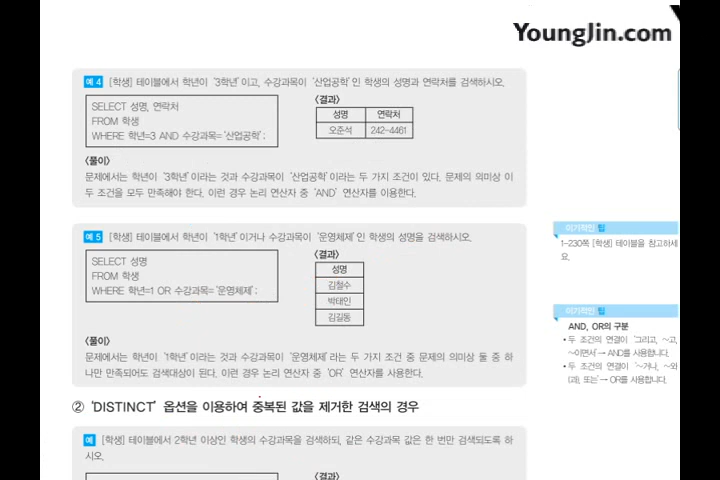 YoungJin.com
예 4 [학생] 테이블에서 학년이 '3학년'이고, 수강과목이 '산업공학'인 학생의 성명과 연락처를 검색하시오.
SELECT 성명, 연락처
FROM 학생
WHERE 학년=3 AND 수강과목='산업공학';
<결과>
성명 연락처
오준석 242-4461
<풀이>
문제에서는 학년이 '3학년'이라는 것과 수강과목이 '산업공학'이라는 두 가지 조건이 있다. 문제의 의미상 이
두 조건을 모두 만족해야 한다. 이런 경우 논리 연산자 중 'AND' 연산자를 이용한다.
예 5 [학생] 테이블에서 학년이 '1학년'이거나 수강과목이 '운영체제'인 학생의 성명을 검색하시오.
SELECT 성명
FROM 학생
WHERE 학년=1 OR 수강과목='운영체제';
<결과>
성명
김철수
박태인
김길동
<풀이>
문제에서는 학년이 '1학년'이라는 것과 수강과목이 '운영체제'라는 두 가지 조건 중 문제의 의미상 둘 중 하
나만 만족되어도 검색대상이 된다. 이런 경우 논리 연산자 중 'OR' 연산자를 사용한다.
이기적인 팁
1-230쪽 [학생] 테이블을 참고하세
요.
이기적인 팁
AND, OR의 구분
• 두 조건의 연결이 '그리고, ~고,
~이면서' → AND를 사용합니다.
• 두 조건의 연결이 '~거나, ~와
(과), 또는' → OR를 사용합니다.
② 'DISTINCT' 옵션을 이용하여 중복된 값을 제거한 검색의 경우
예 [학생] 테이블에서 2학년 이상인 학생의 수강과목을 검색하되, 같은 수강과목 값은 한 번만 검색되도록 하
시오.
<결과>